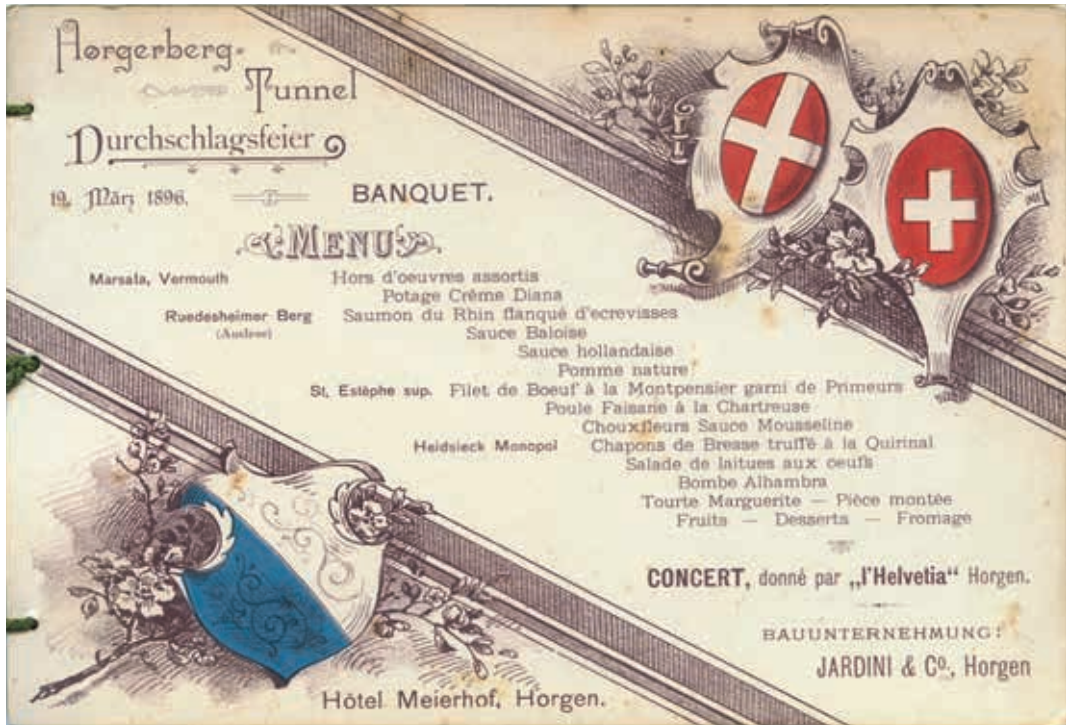 Horgerberg-
Tunnel
Durchschlagsfeier
19. März 1896.
BANQUET.
MENU
Marsala, Vermouth Hors d'oeuvres assortis
Potage Crême Diana
Ruedesheimer Berg Saumon du Rhin flanqué d'ecrevisses
(Auslese) Sauce Baloise
Sauce hollandaise
Pomme nature
St. Estèphe sup. Filet de Boeuf à la Montpensier garni de Primeurs
Poule Faisane à la Chartreuse
Chouxfleurs Sauce Mousseline
Heidsieck Monopol Chapons de Bresse truffé à la Quirinal
Salade de laitues aux oeufs
Bombe Alhambra
Tourte Marguerite — Pièce montée
Fruits — Desserts — Fromage
CONCERT, donné par „l'Helvetia“ Horgen.
BAUUNTERNEHMUNG:
JARDINI & Co., Horgen
Hôtel Meierhof, Horgen.